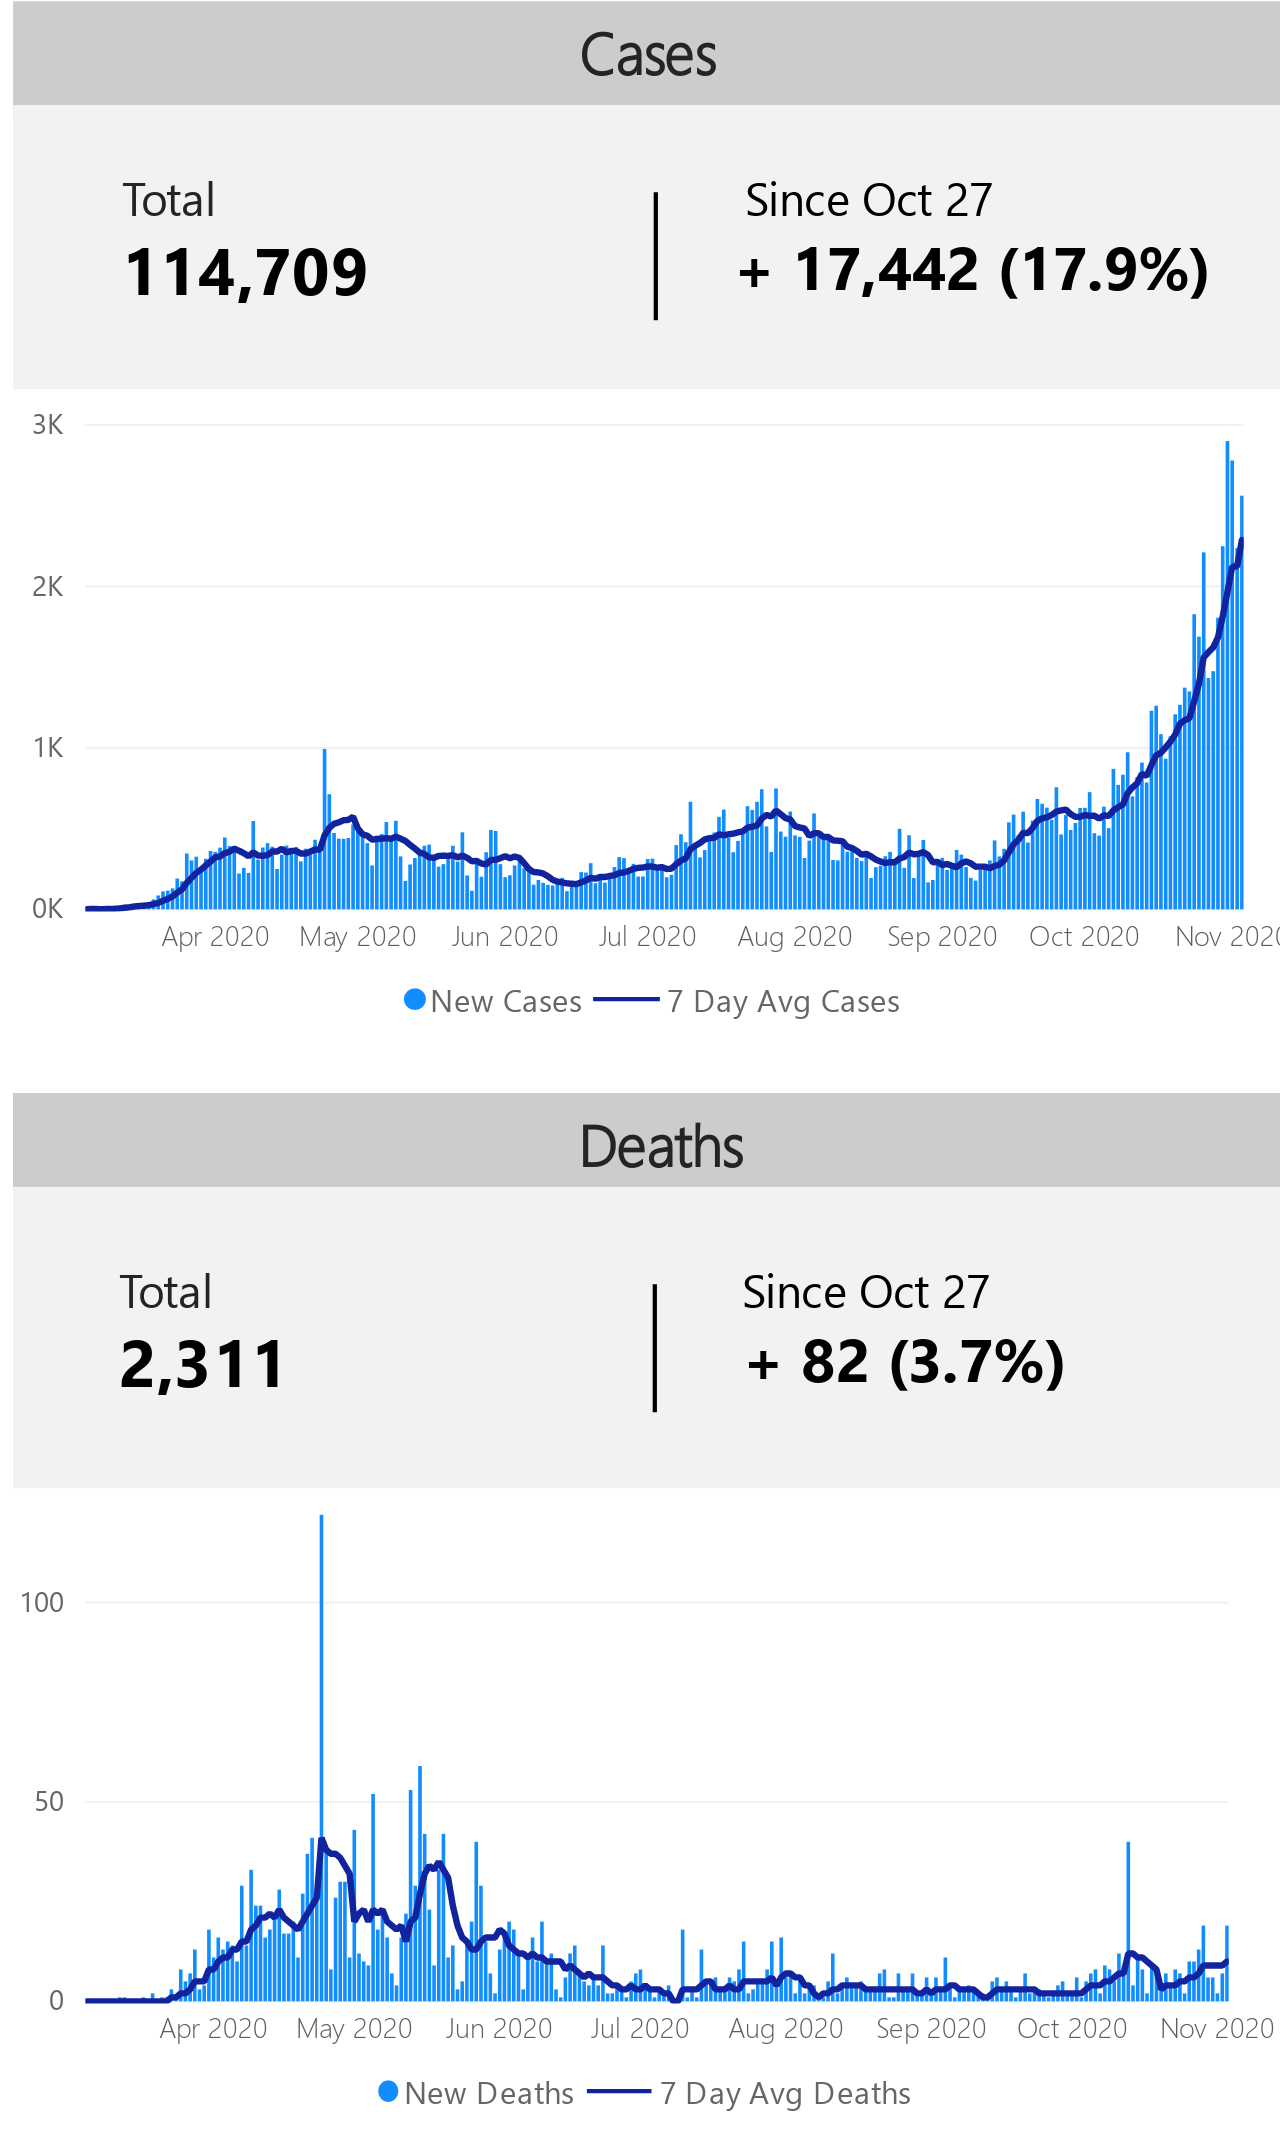 Cases
Total
Since Oct 27
114,709
+ 17,442 (17.9%)
3K
2K
1K
0K
Apr 2020 May 2020 Jun 2020 Jul 2020 Aug 2020 Sep 2020 Oct 2020 Nov 2020
New Cases 7 Day Avg Cases
Deaths
Total
Since Oct 27
2,311
+ 82 (3.7%)
100
50
0
Apr 2020 May 2020 Jun 2020 Jul 2020 Aug 2020 Sep 2020 Oct 2020 Nov 2020
New Deaths 7 Day Avg Deaths